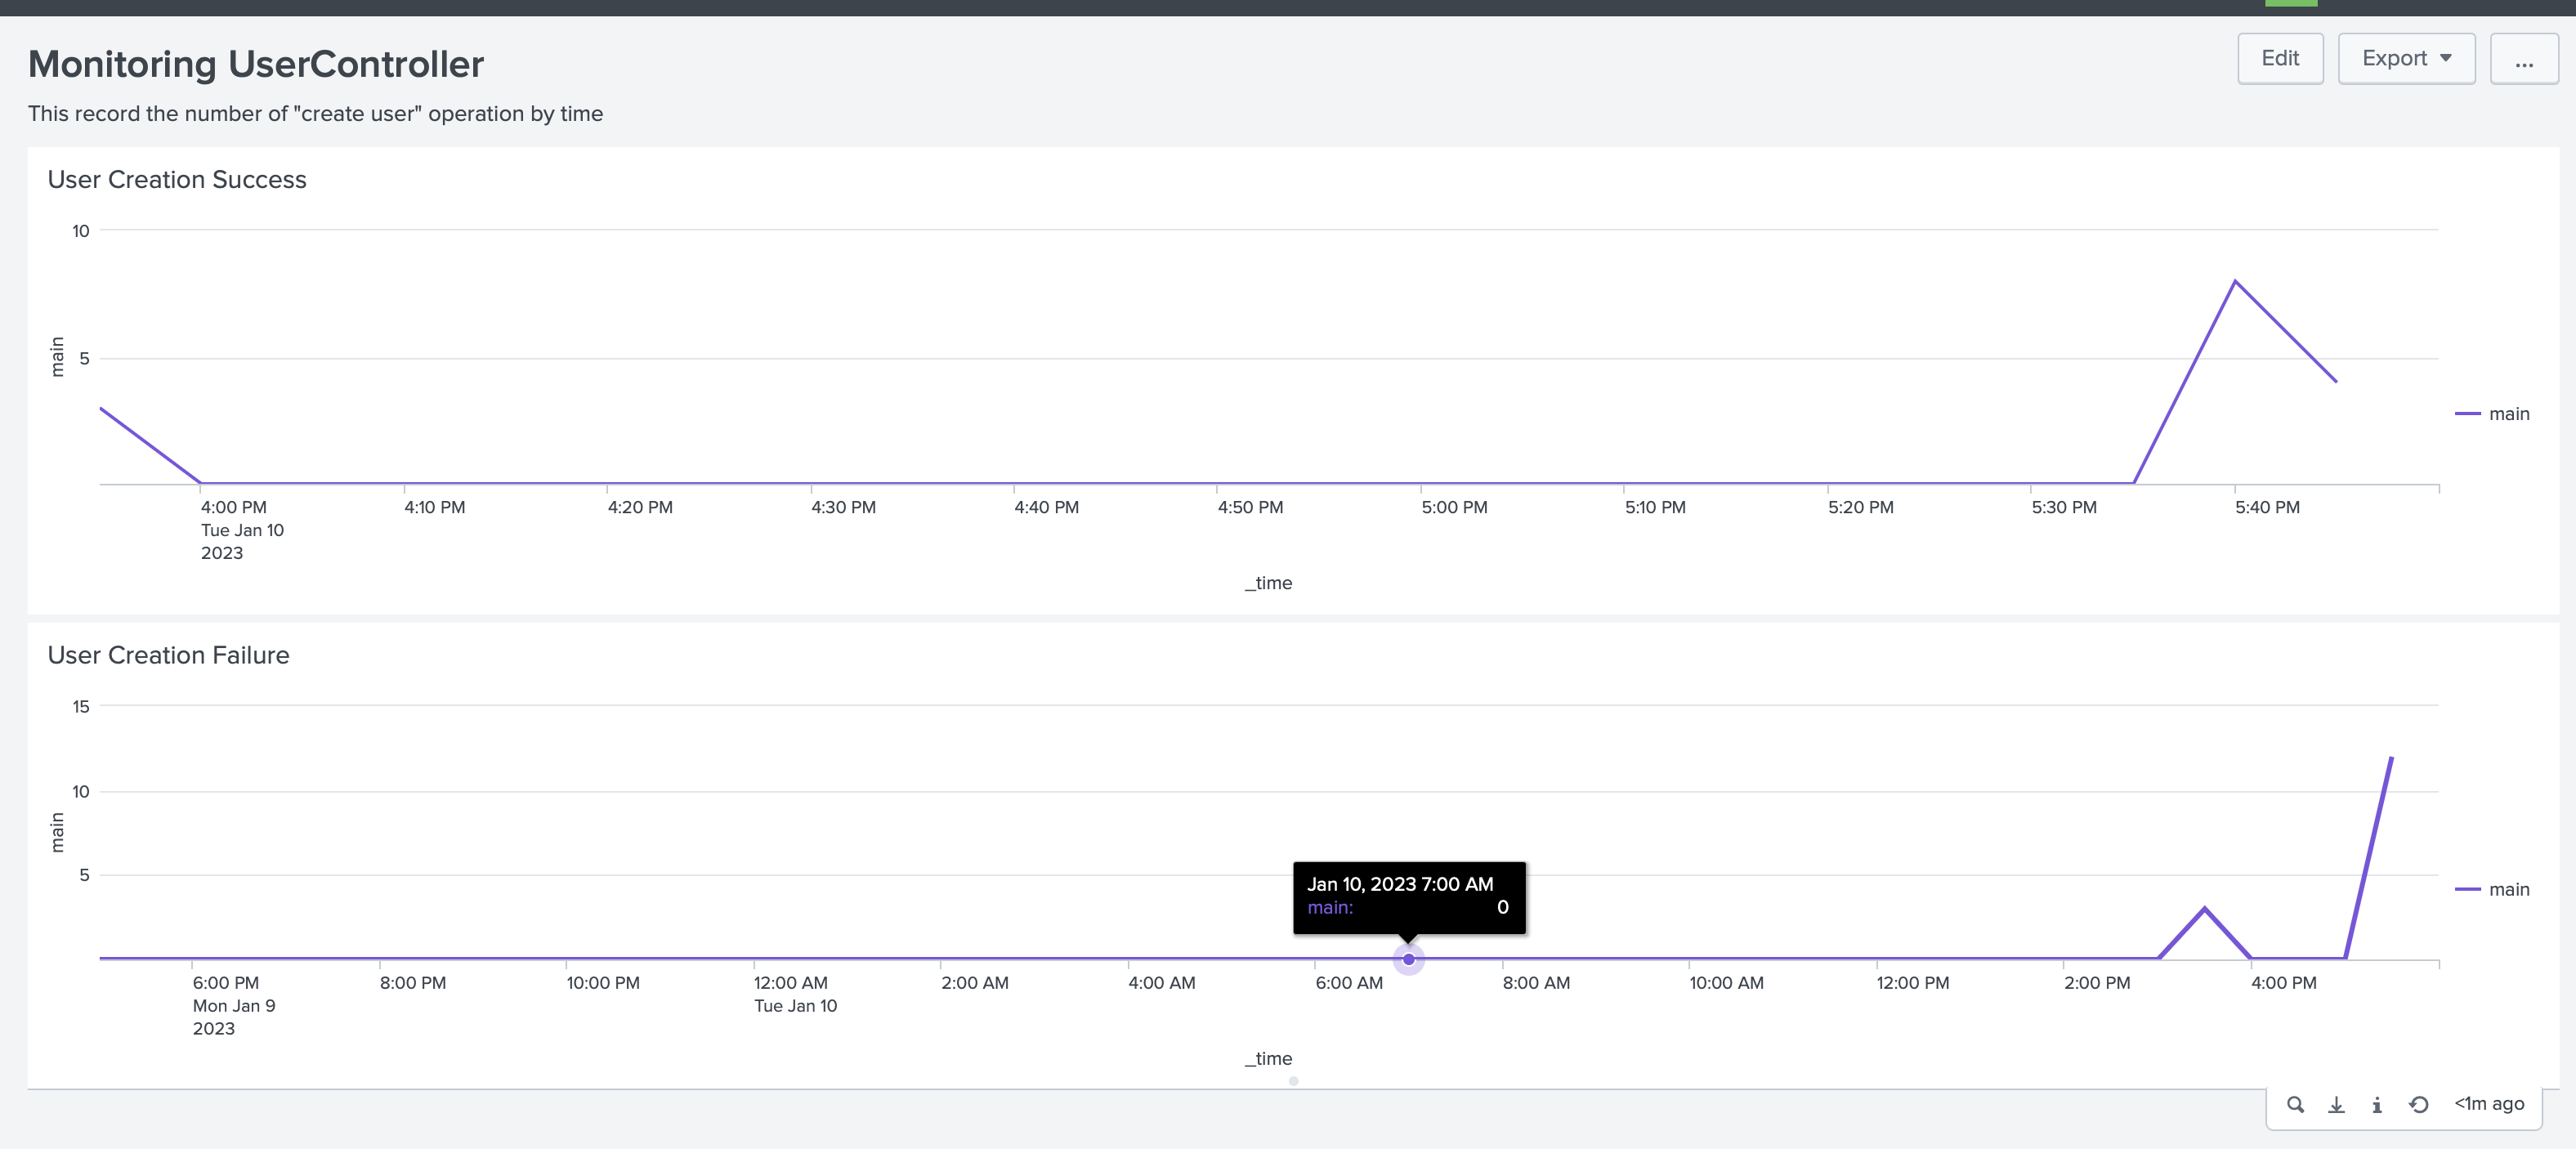 Monitoring UserController
Edit
Export
...
This record the number of "create user" operation by time
User Creation Success
10
5
main
main
4:00 PM
4:10 PM
4:20 PM
4:30 PM
4:40 PM
4:50 PM
5:00 PM
5:10 PM
5:20 PM
5:30 PM
5:40 PM
Tue Jan 10
2023
_time
User Creation Failure
15
10
5
main
Jan 10, 2023 7:00 AM
main: 0
main
6:00 PM
8:00 PM
10:00 PM
12:00 AM
2:00 AM
4:00 AM
6:00 AM
8:00 AM
10:00 AM
12:00 PM
2:00 PM
4:00 PM
Mon Jan 9
Tue Jan 10
2023
_time
<1m ago